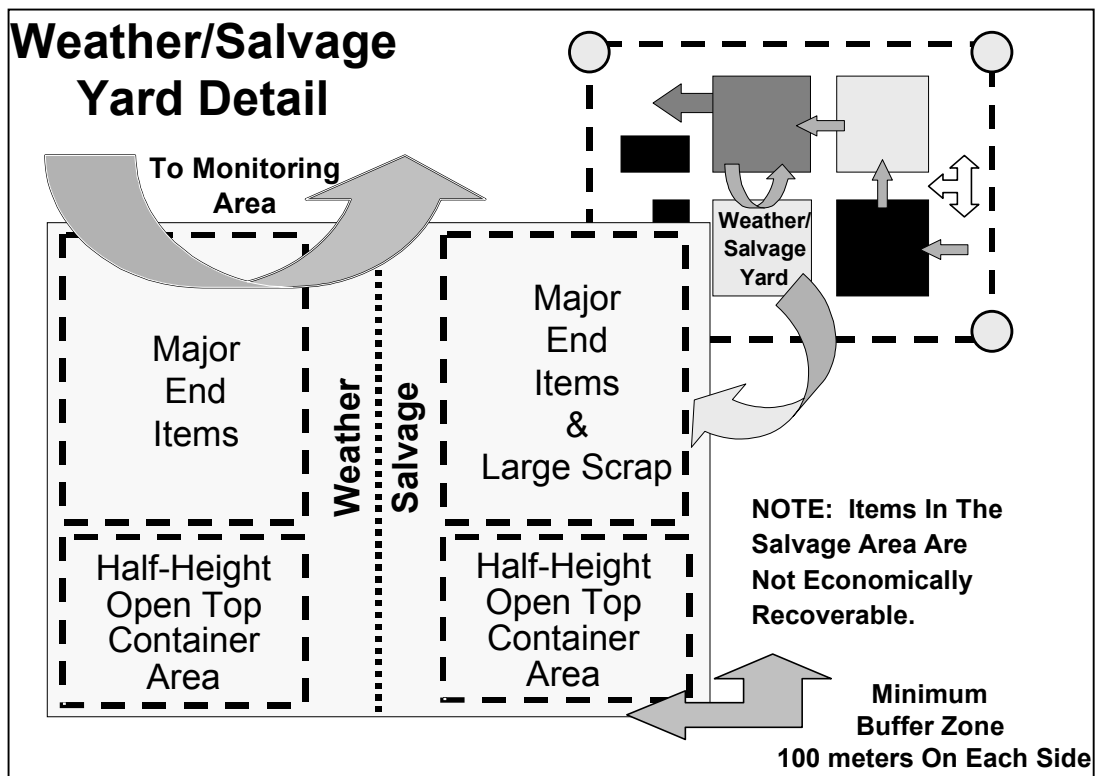 Weather/Salvage
Yard Detail
To Monitoring
Area
Weather/
Salvage
Yard
Major
End
Items
Weather
Salvage
Major
End
Items
&
Large Scrap
Half-Height
Open Top
Container
Area
Half-Height
Open Top
Container
Area
NOTE: Items In The
Salvage Area Are
Not Economically
Recoverable.
Minimum
Buffer Zone
100 meters On Each Side